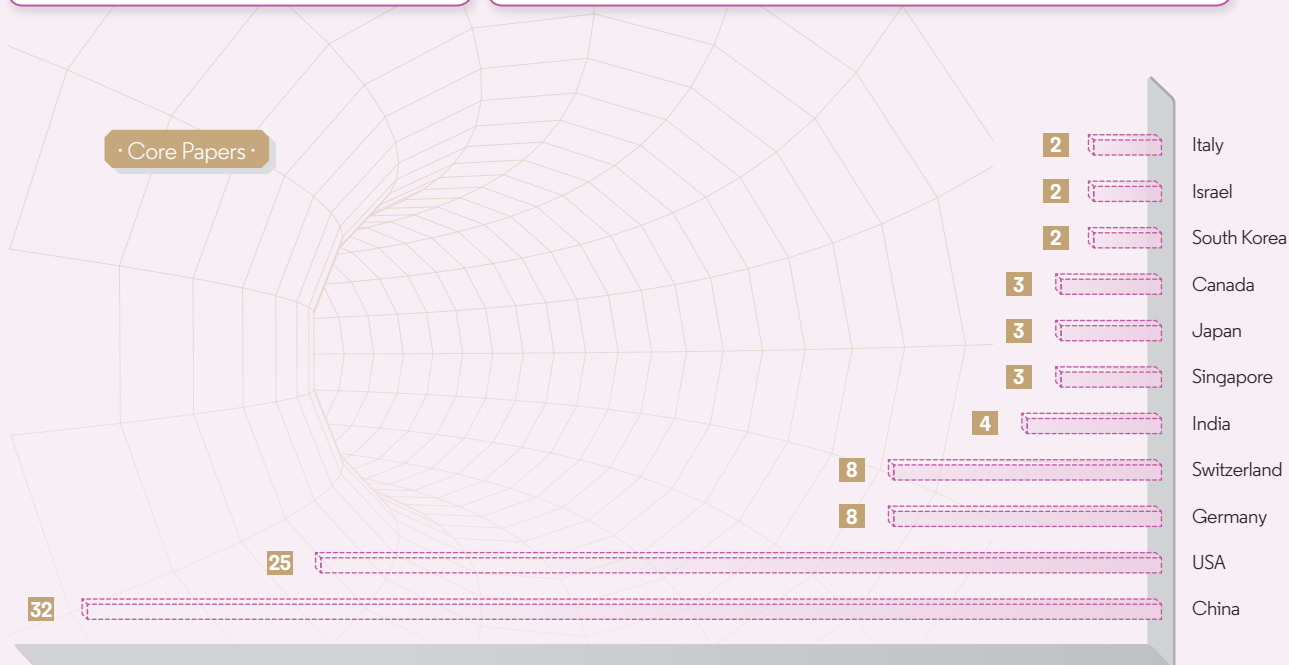 · Core Papers ·
2 Italy
2 Israel
2 South Korea
3 Canada
3 Japan
3 Singapore
4 India
8 Switzerland
8 Germany
25 USA
32 China